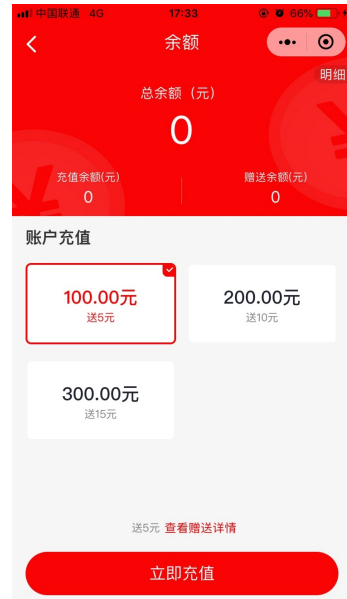 中国联通 4G 17:33 66%
余额
明细
总余额（元）
0
充值余额(元) 赠送余额(元)
0 0
账户充值
100.00元 200.00元
送5元 送10元
300.00元
送15元
送5元 查看赠送详情
立即充值